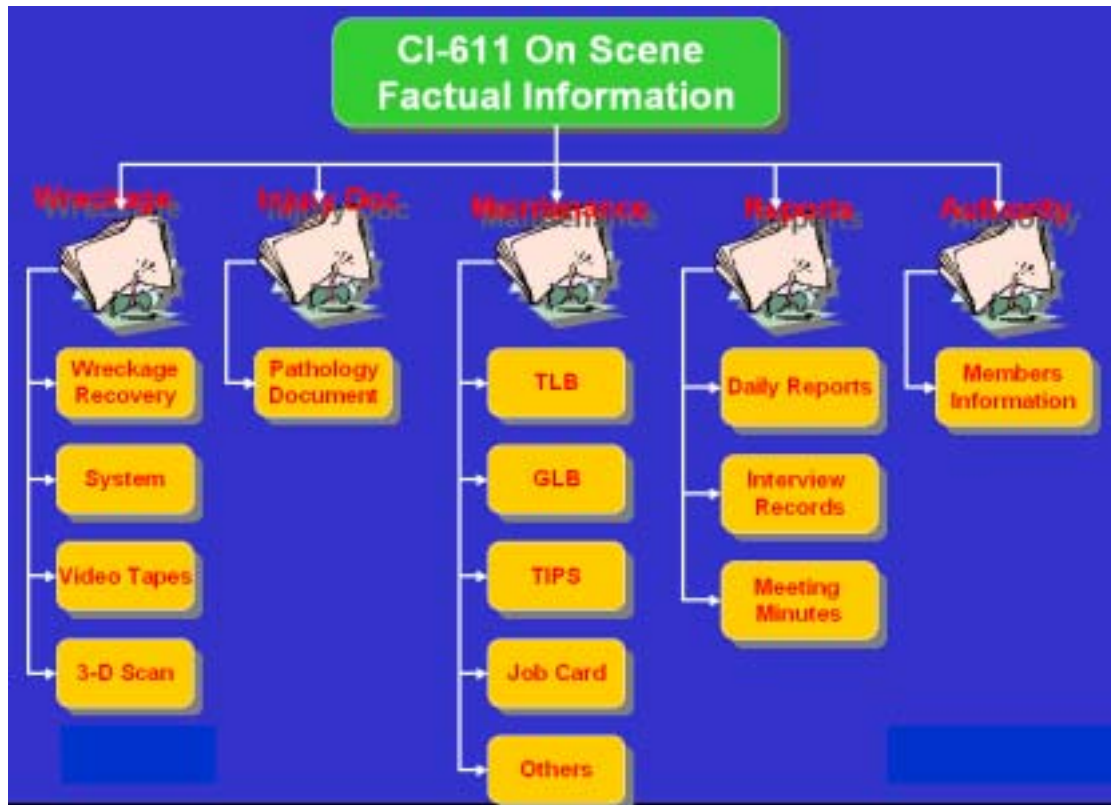 CI-611 On Scene
Factual Information
Wreckage
Injury Doc
Maintenance
Reports
Authority
Wreckage
Recovery
System
Video Tapes
3-D Scan
Pathology
Document
TLB
GLB
TIPS
Job Card
Others
Daily Reports
Interview
Records
Meeting
Minutes
Members
Information